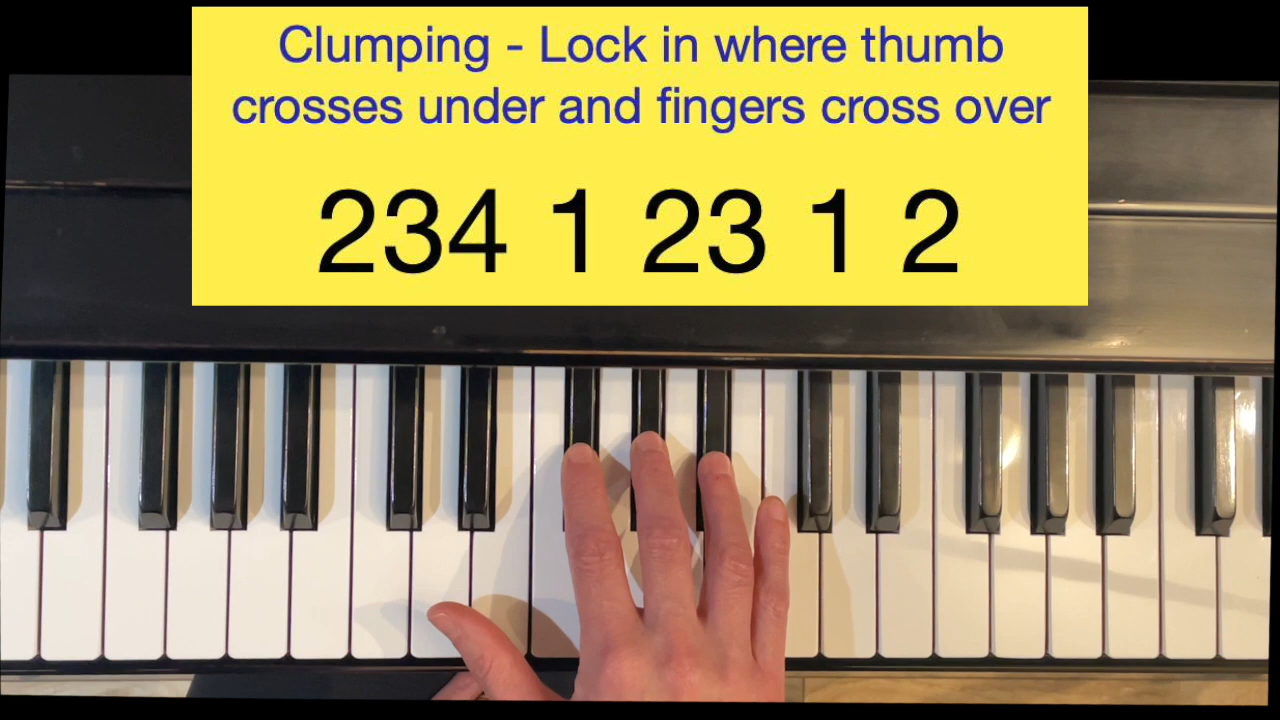 Clumping - Lock in where thumb
crosses under and fingers cross over
234 1 23 1 2